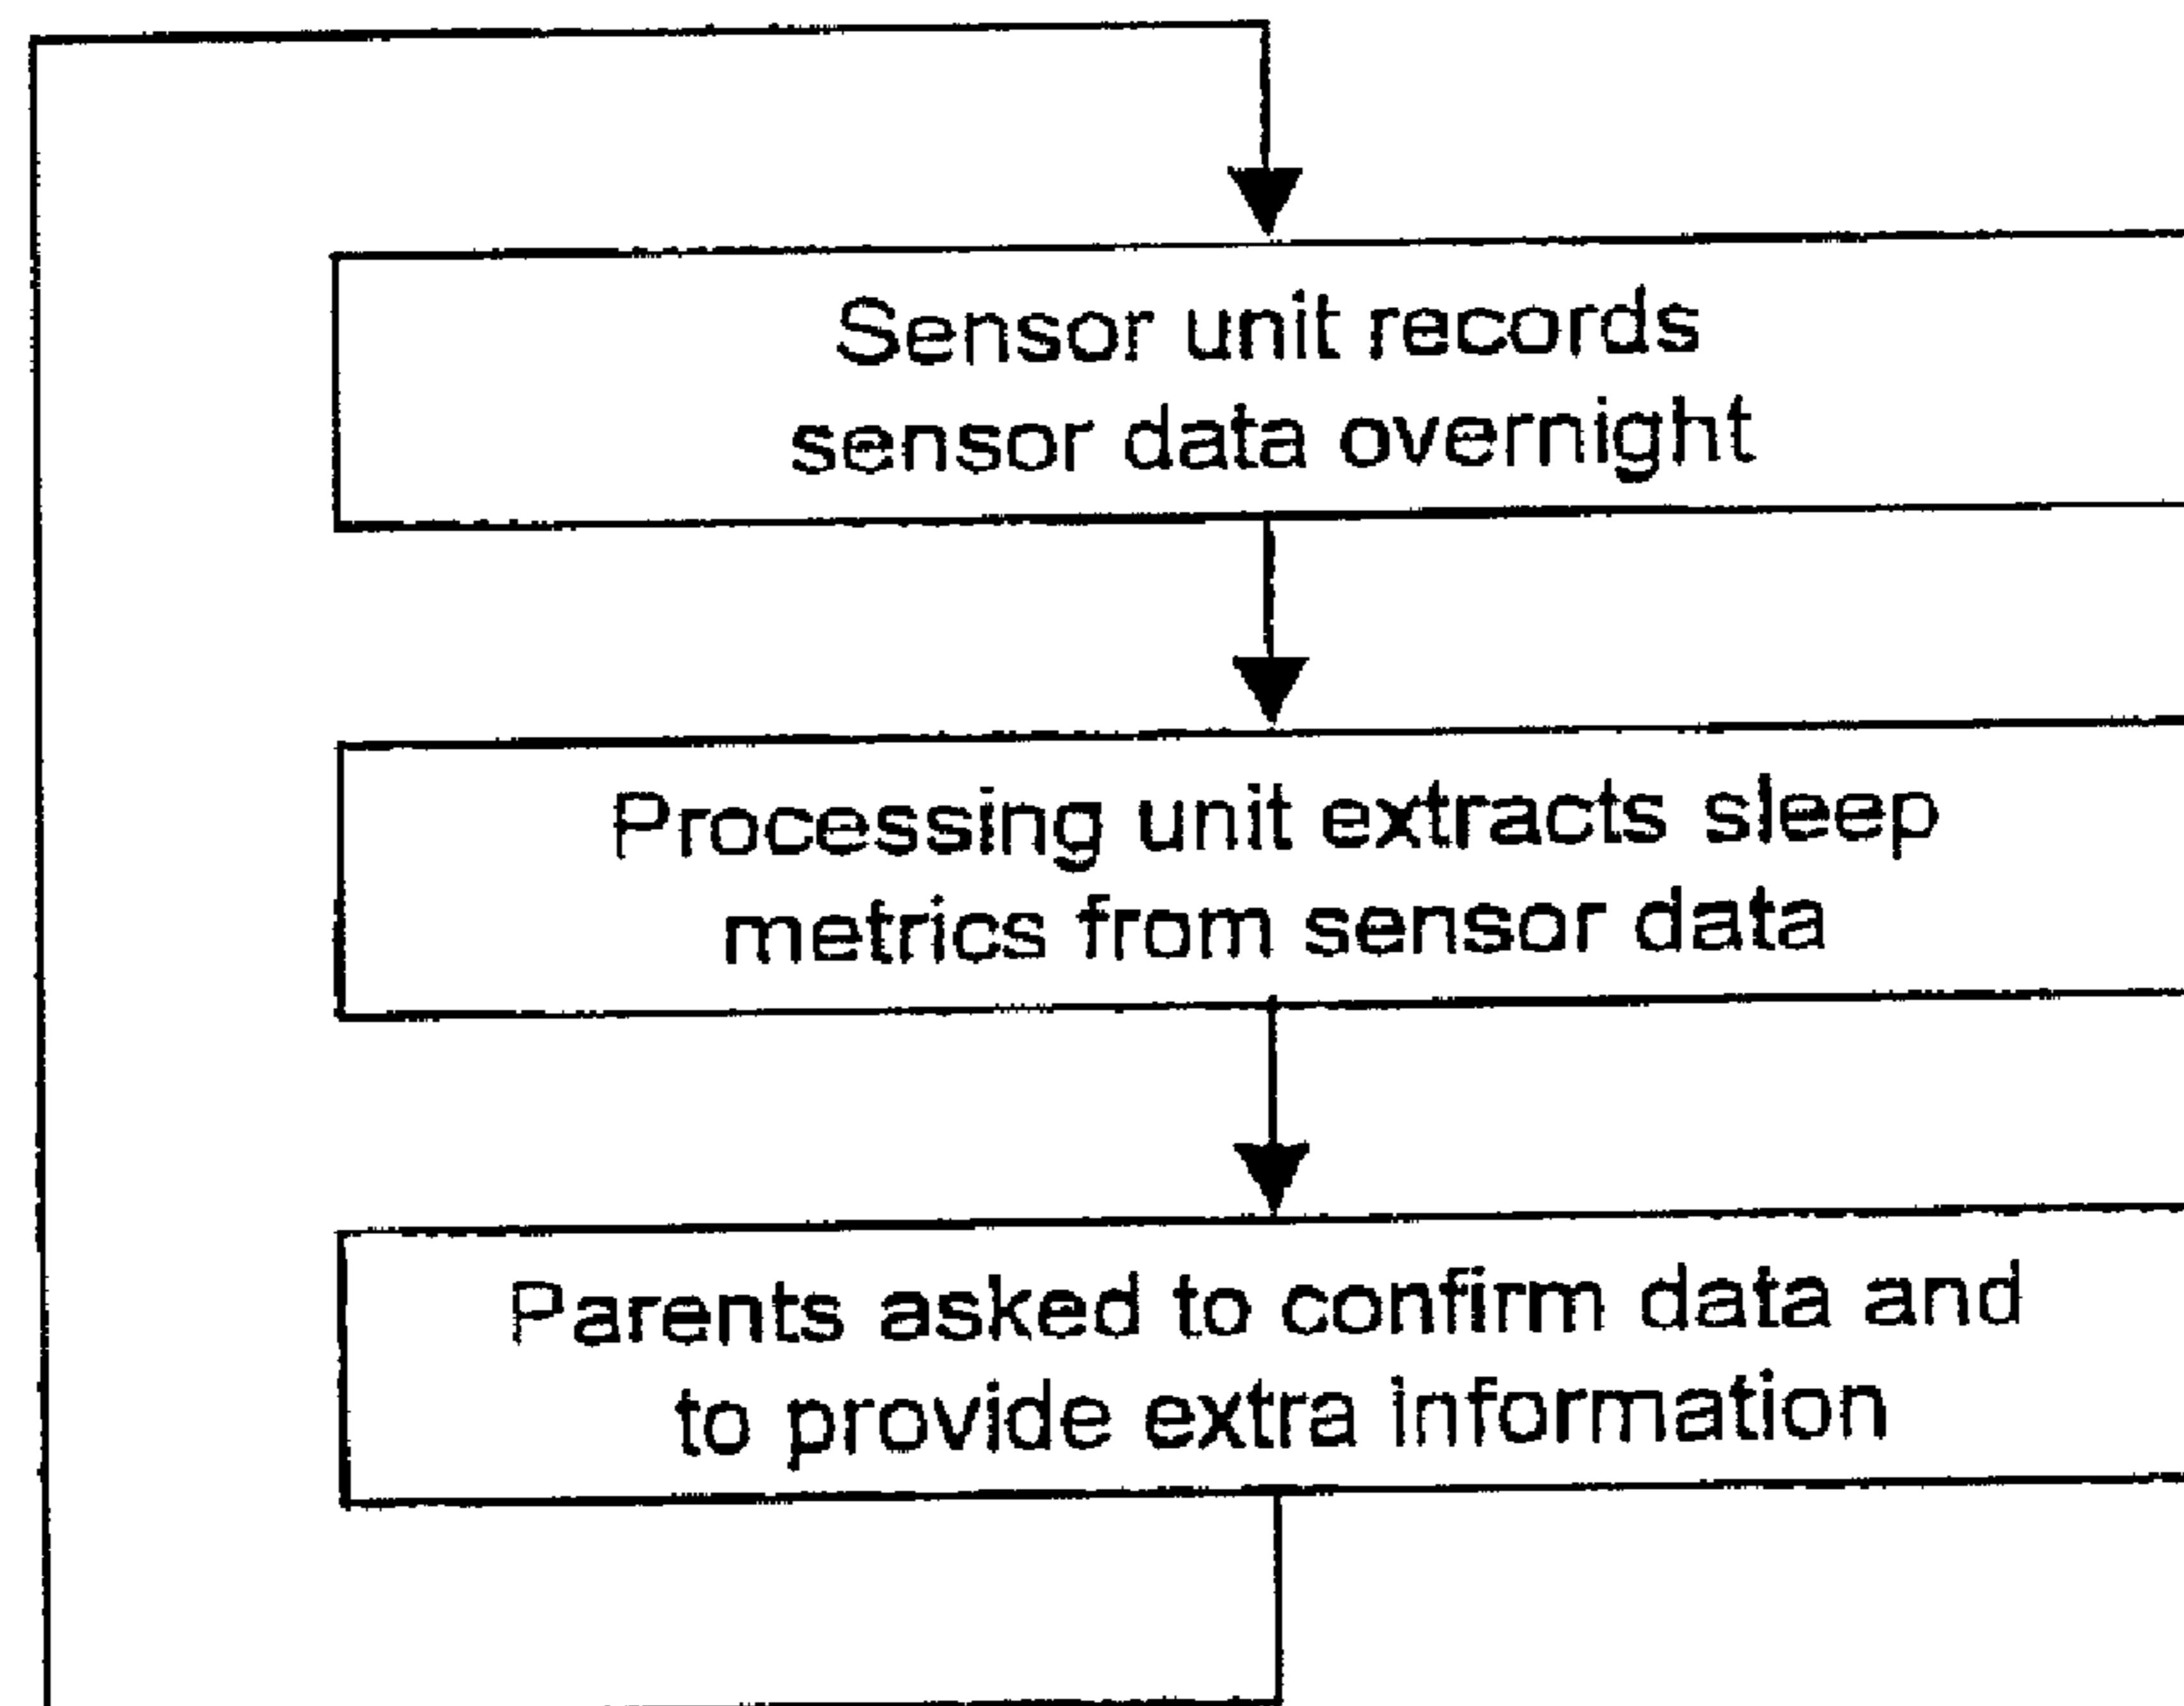 Sensor unit records
sensor data overnight
Processing unit extracts sleep
metrics from sensor data
Parents asked to confirm data and
to provide extra information